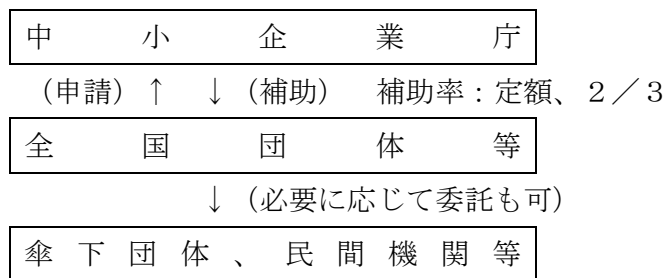 中小企業庁
（申請）↑　↓（補助）　補助率：定額、２／３
全国団体等
↓（必要に応じて委託も可）
傘下団体、民間機関等